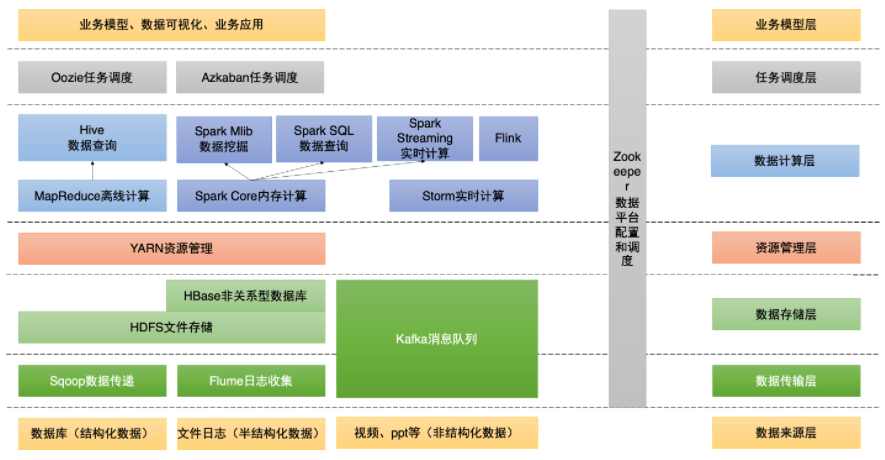 业务模型、数据可视化、业务应用
业务模型层
Oozie任务调度
Azkaban任务调度
任务调度层
Hive
数据查询
Spark Mlib
数据挖掘
Spark SQL
数据查询
Spark
Streaming
实时计算
Flink
MapReduce离线计算
Spark Core内存计算
Storm实时计算
数据计算层
Zook
eepe
r
数据
平台
配置
和调
度
YARN资源管理
资源管理层
HBase非关系型数据库
HDFS文件存储
Kafka消息队列
数据存储层
Sqoop数据传递
Flume日志收集
数据传输层
数据库（结构化数据）
文件日志（半结构化数据）
视频、ppt等（非结构化数据）
数据来源层